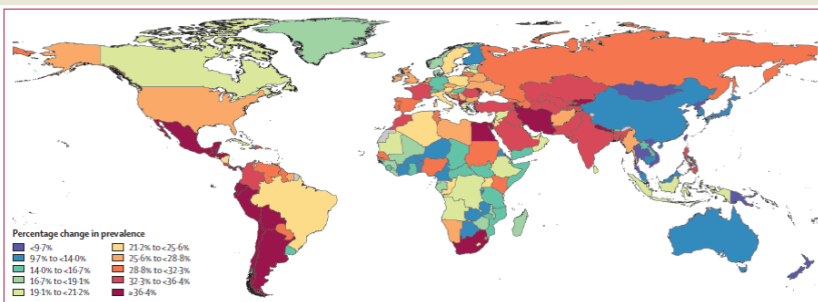 Percentage change in prevalence
<9·7%
9·7% to <14·0%
14·0% to <16·7%
16·7% to <19·1%
19·1% to <21·2%
21·2% to <25·6%
25·6% to <28·8%
28·8% to <32·3%
32·3% to <36·4%
≥36·4%